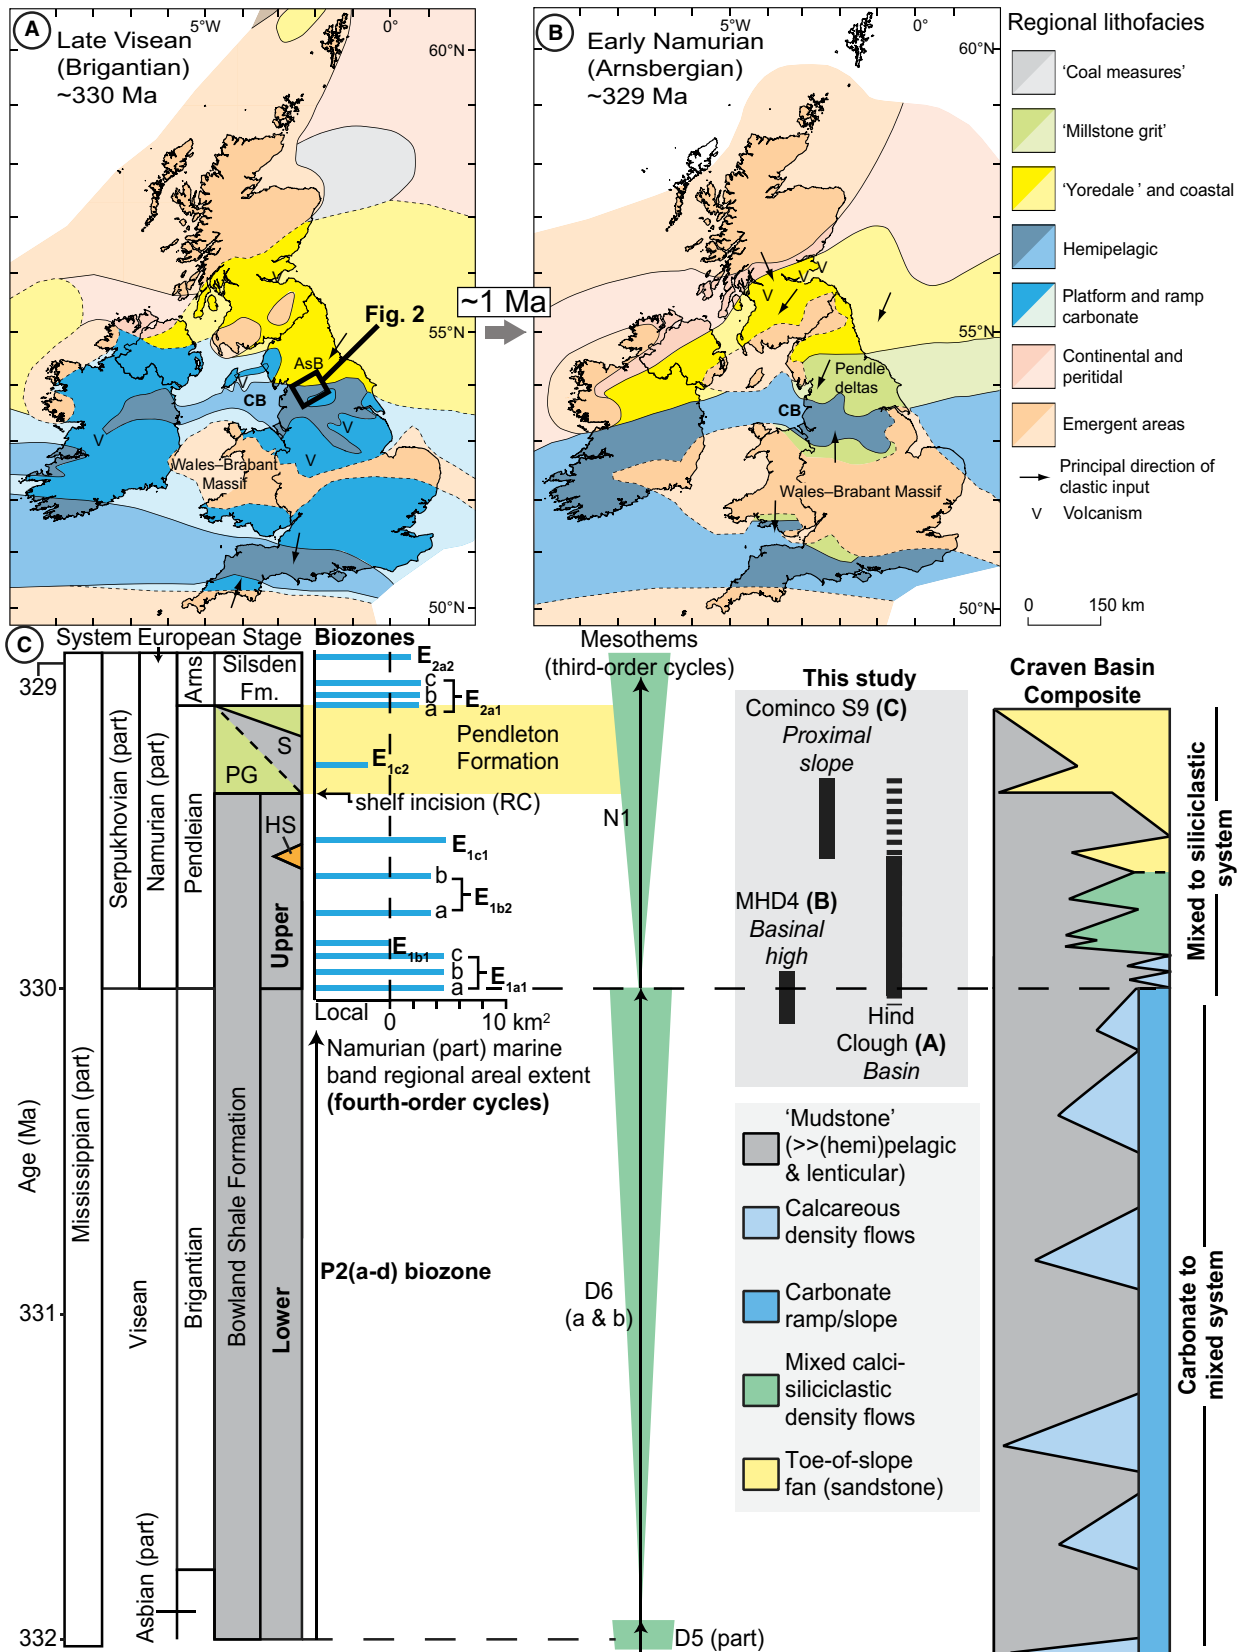 A
Late Visean
(Brigantian)
~330 Ma
5°W
0°
60°N
55°N
50°N
Fig. 2
AsB
CB
V
V
V
V
V
Wales–Brabant
Massif
~1 Ma
B
Early Namurian
(Arnsbergian)
~329 Ma
5°W
0°
60°N
55°N
50°N
V
V
V
Pendle
deltas
CB
Wales–Brabant Massif
Regional lithofacies
‘Coal measures’
‘Millstone grit’
‘Yoredale ’ and coastal
Hemipelagic
Platform and ramp
carbonate
Continental and
peritidal
Emergent areas
Principal direction of
clastic input
V Volcanism
0 150 km
C
System European Stage
Biozones
Mesothems
(third-order cycles)
This study
Craven Basin
Composite
Age (Ma)
329
330
331
332
Mississippian (part)
Serpukhovian (part)
Visean
Namurian (part)
Arns
Pendleian
Brigantian
Asbian (part)
Silsden
Fm.
S
PG
HS
Bowland Shale Formation
Upper
Lower
E2a2
c
b
a
E2a1
Pendleton
Formation
E1c2
shelf incision (RC)
E1c1
b
a
E1b2
E1b1
c
b
a
E1a1
Local 0 10 km²
Namurian (part) marine
band regional areal extent
(fourth-order cycles)
P2(a-d) biozone
N1
D6
(a & b)
D5 (part)
Cominco S9 (C)
Proximal
slope
MHD4 (B)
Basinal
high
Hind
Clough (A)
Basin
‘Mudstone’
(>>(hemi)pelagic
& lenticular)
Calcareous
density flows
Carbonate
ramp/slope
Mixed calci-
siliciclastic
density flows
Toe-of-slope
fan (sandstone)
Mixed to siliciclastic
system
Carbonate to
mixed system